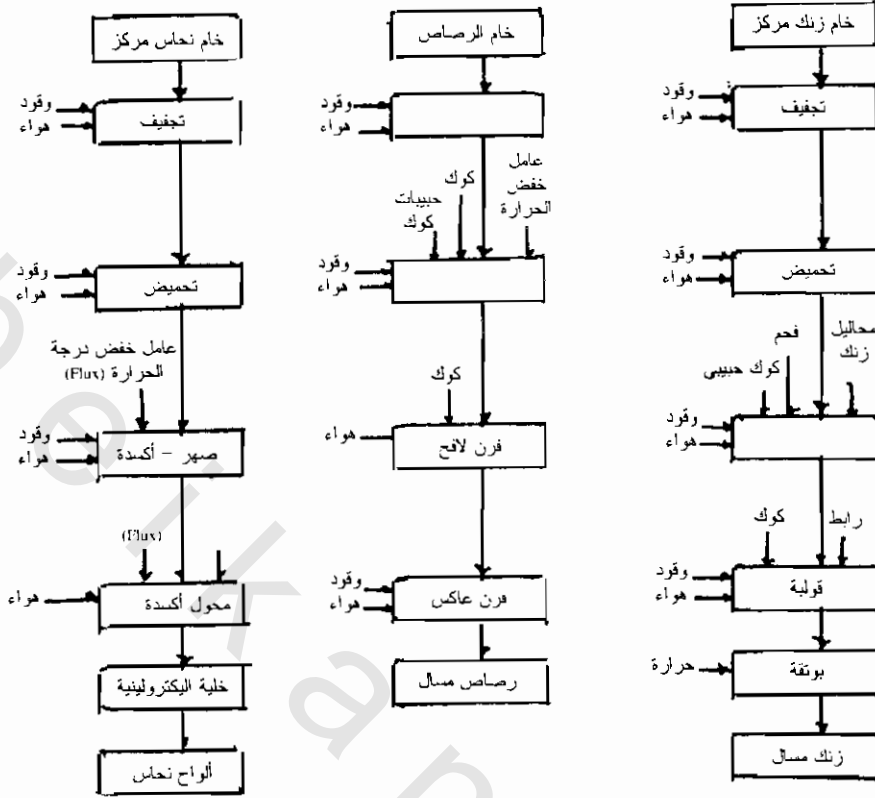 خام نحاس مركز
وقود
هواء
تجفيف
وقود
هواء
تحميض
عامل خفض درجة
الحرارة (Flux)
وقود
هواء
صهر - أكسدة
(Flux)
هواء
محول أكسدة
خلية اليكترولينية
ألواح نحاس
خام الرصاص
وقود
هواء
عامل
خفض
الحرارة
كوك
حبيبات
كوك
وقود
هواء
كوك
هواء
فرن لافح
وقود
هواء
فرن عاكس
رصاص مسال
خام زنك مركز
وقود
هواء
تجفيف
وقود
هواء
تحميض
محاليل
زنك
فحم
كوك حبيبى
وقود
هواء
كوك
رابط
وقود
هواء
قولبة
حرارة
بوتقة
زنك مسال